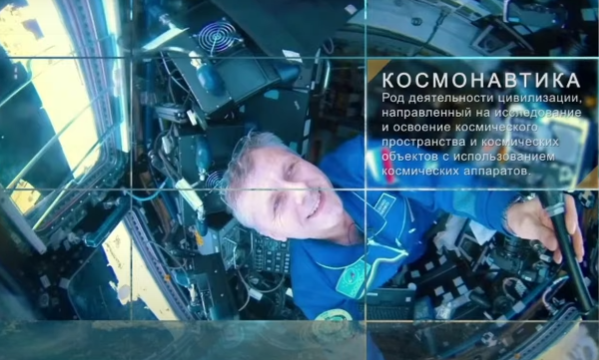 КОСМОНАВТИКА
Род деятельности цивилизации,
направленный на исследование
и освоение космического
пространства и космических
объектов с использованием
космических аппаратов